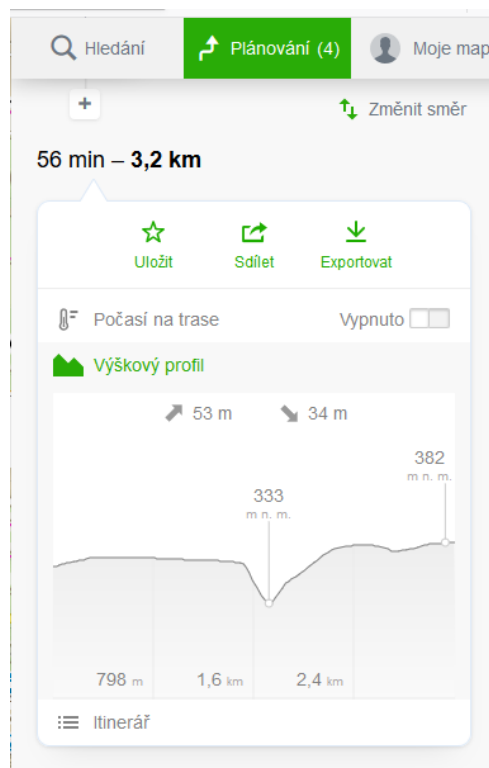 Hledání
Plánování (4)
Moje map
+
Změnit směr
56 min – 3,2 km
Uložit
Sdílet
Exportovat
Počasí na trase
Vypnuto
Výškový profil
53 m
34 m
382
m n. m.
333
m n. m.
798 m
1,6 km
2,4 km
Itinerář